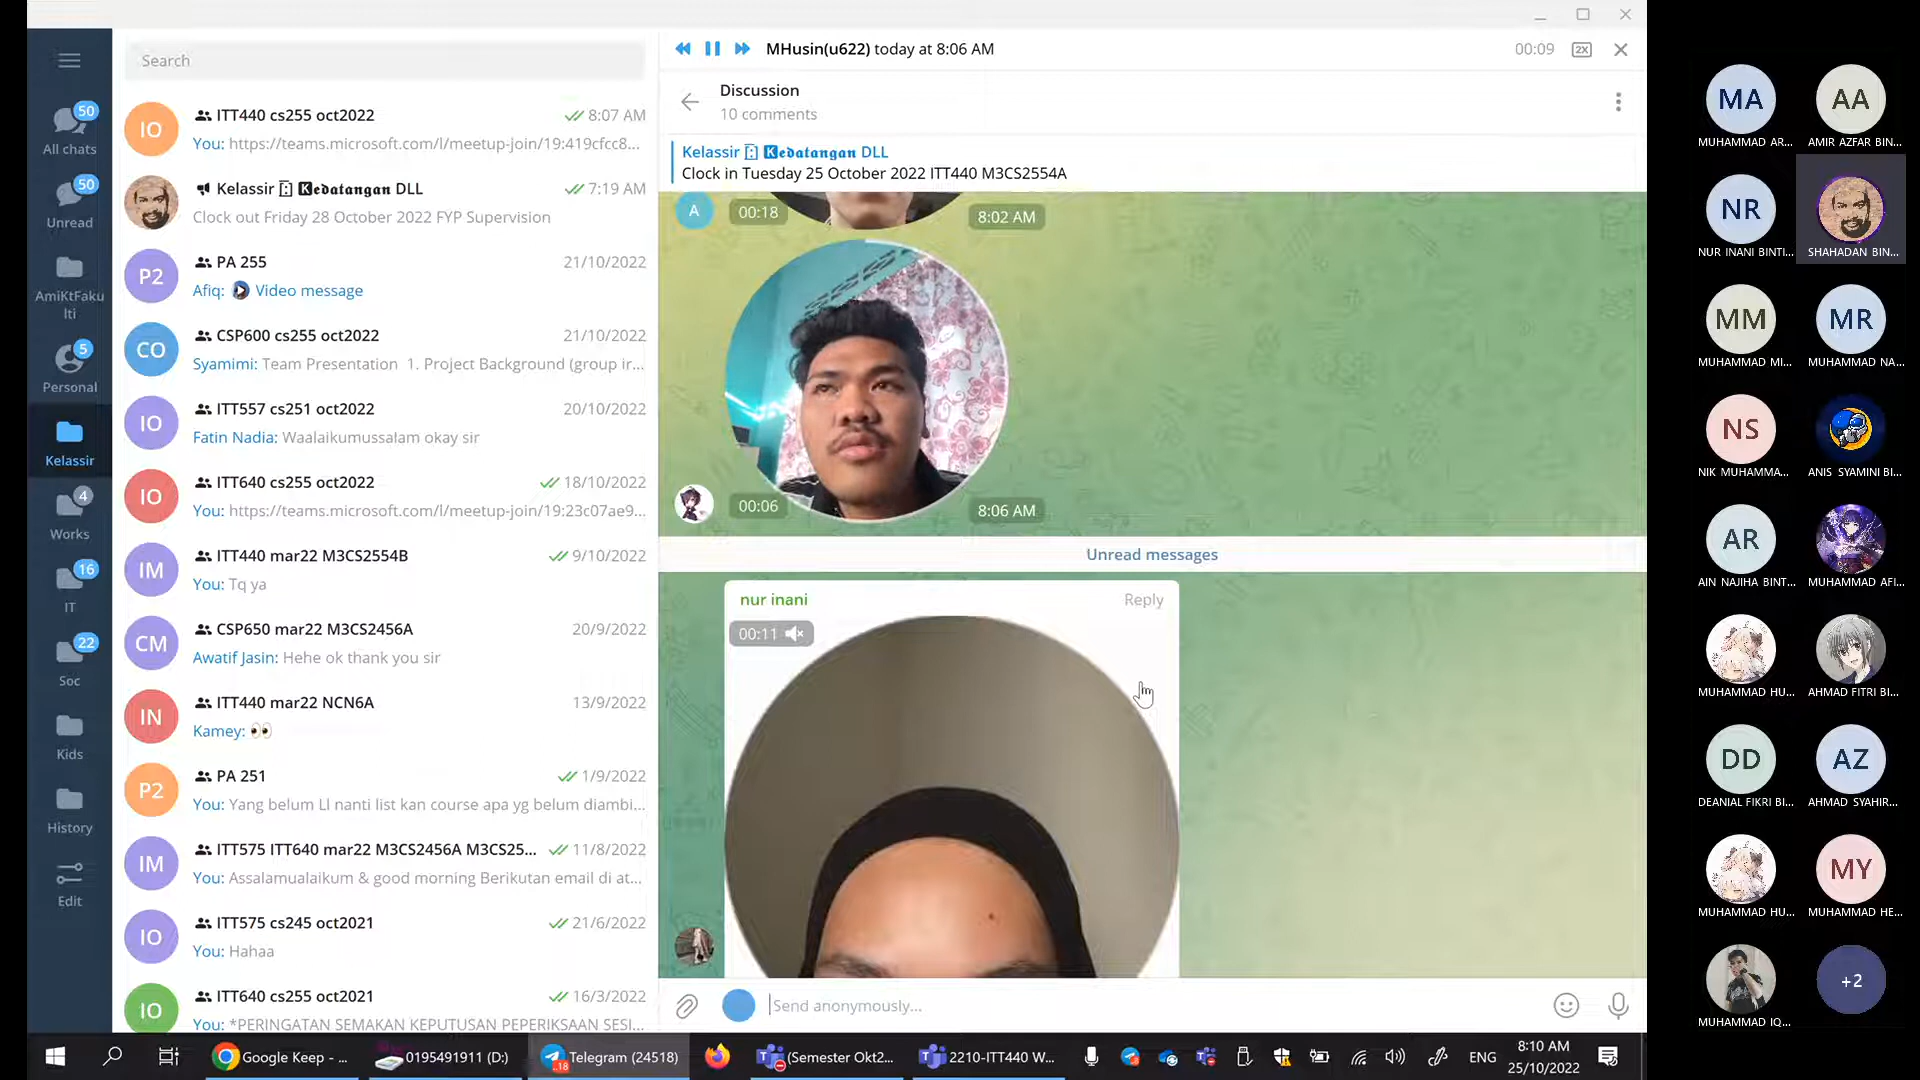 MHusin(u622) today at 8:06 AM
00:09
2X
Search
50
All chats
50
Unread
AmiKtFaku
lti
5
Personal
Kelassir
4
Works
16
IT
22
Soc
Kids
History
Edit
IO
ITT440 cs255 oct2022
8:07 AM
You: https://teams.microsoft.com/l/meetup-join/19:419cfcc8...
Kelassir 🄺𝖊𝖉𝖆𝖙𝖆𝖓𝖌𝖆𝖓 DLL
7:19 AM
Clock out Friday 28 October 2022 FYP Supervision
P2
PA 255
21/10/2022
Afiq: Video message
CO
CSP600 cs255 oct2022
21/10/2022
Syamimi: Team Presentation 1. Project Background (group ir...
IO
ITT557 cs251 oct2022
20/10/2022
Fatin Nadia: Waalaikumussalam okay sir
IO
ITT640 cs255 oct2022
18/10/2022
You: https://teams.microsoft.com/l/meetup-join/19:23c07ae9...
IM
ITT440 mar22 M3CS2554B
9/10/2022
You: Tq ya
CM
CSP650 mar22 M3CS2456A
20/9/2022
Awatif Jasin: Hehe ok thank you sir
IN
ITT440 mar22 NCN6A
13/9/2022
Kamey: 👀
P2
PA 251
1/9/2022
You: Yang belum LI nanti list kan course apa yg belum diambi...
IM
ITT575 ITT640 mar22 M3CS2456A M3CS25...
11/8/2022
You: Assalamualaikum & good morning Berikutan email di at...
IO
ITT575 cs245 oct2021
21/6/2022
You: Hahaa
IO
ITT640 cs255 oct2021
16/3/2022
You: *PERINGATAN SEMAKAN KEPUTUSAN PEPERIKSAAN SESI...
Discussion
10 comments
Kelassir 🄺𝖊𝖉𝖆𝖙𝖆𝖓𝖌𝖆𝖓 DLL
Clock in Tuesday 25 October 2022 ITT440 M3CS2554A
A
00:18
8:02 AM
00:06
8:06 AM
Unread messages
nur inani
Reply
00:11
Send anonymously...
MA
MUHAMMAD AR...
AA
AMIR AZFAR BIN...
NR
NUR INANI BINTI...
SHAHADAN BIN...
MM
MUHAMMAD MI...
MR
MUHAMMAD NA...
NS
NIK MUHAMMA...
ANIS SYAMINI BI...
AR
AIN NAJIHA BINT...
MUHAMMAD AFI...
MUHAMMAD HU...
AHMAD FITRI BI...
DD
DEANIAL FIKRI BI...
AZ
AHMAD SYAHIR...
MUHAMMAD HU...
MY
MUHAMMAD HE...
MUHAMMAD IQ...
+2
Google Keep - ...
0195491911 (D:)
Telegram (24518)
(Semester Okt2...
2210-ITT440 W...
ENG
8:10 AM
25/10/2022